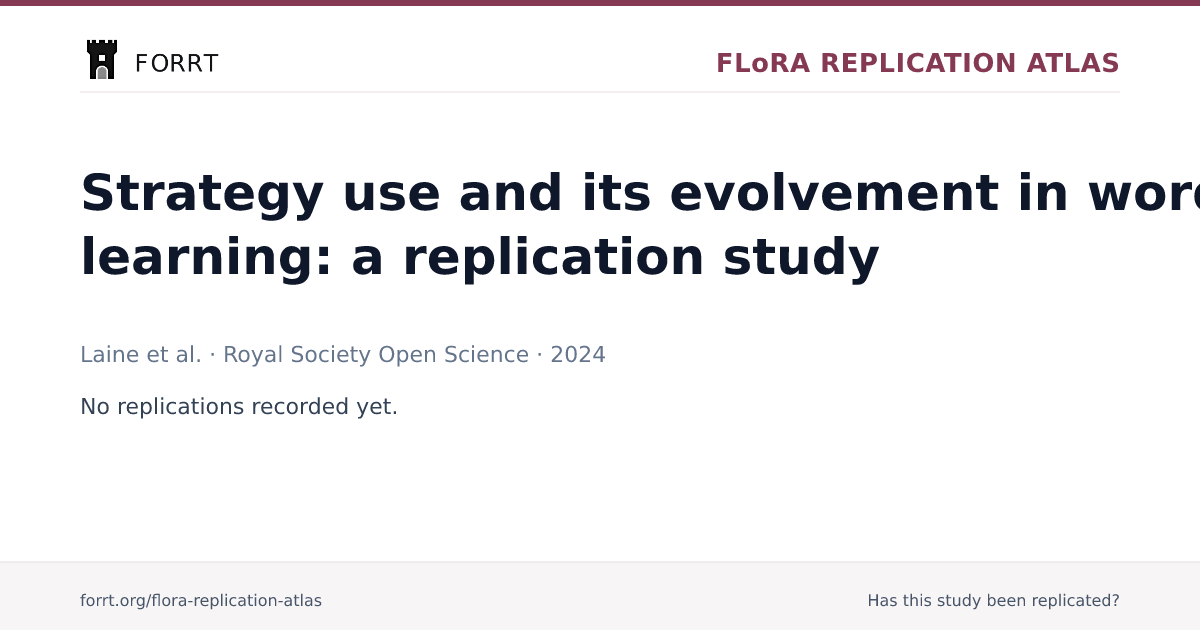 FORRT
FLoRA REPLICATION ATLAS
Strategy use and its evolvement in wor
learning: a replication study
Laine et al. · Royal Society Open Science · 2024
No replications recorded yet.
forrt.org/flora-replication-atlas
Has this study been replicated?